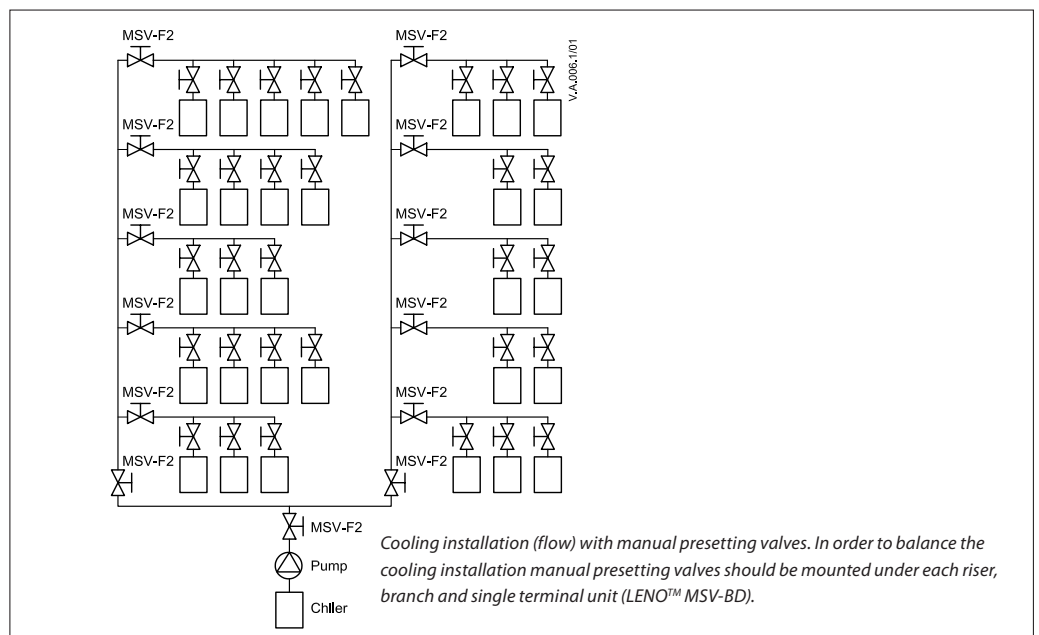 MSV-F2 MSV-F2
V.A.006.1/01
MSV-F2 MSV-F2
MSV-F2 MSV-F2
MSV-F2 MSV-F2
MSV-F2 MSV-F2
MSV-F2 MSV-F2
MSV-F2
Pump
Chller
Cooling installation (flow) with manual presetting valves. In order to balance the
cooling installation manual presetting valves should be mounted under each riser,
branch and single terminal unit (LENO™ MSV-BD).